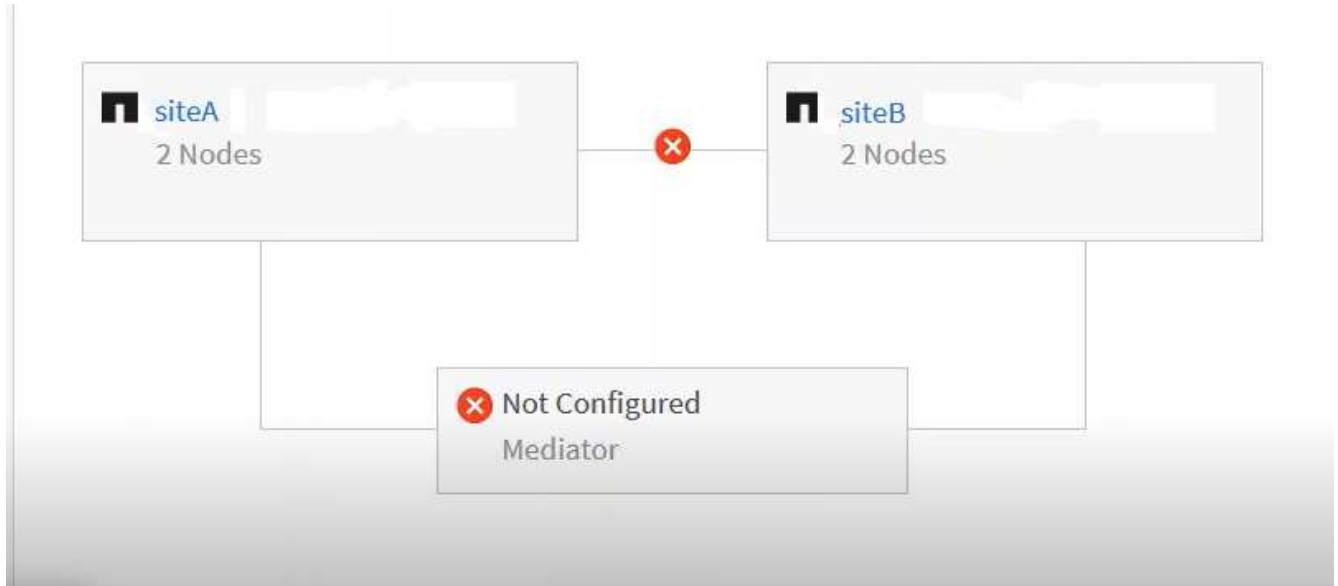 siteA
2 Nodes
siteB
2 Nodes
Not Configured
Mediator